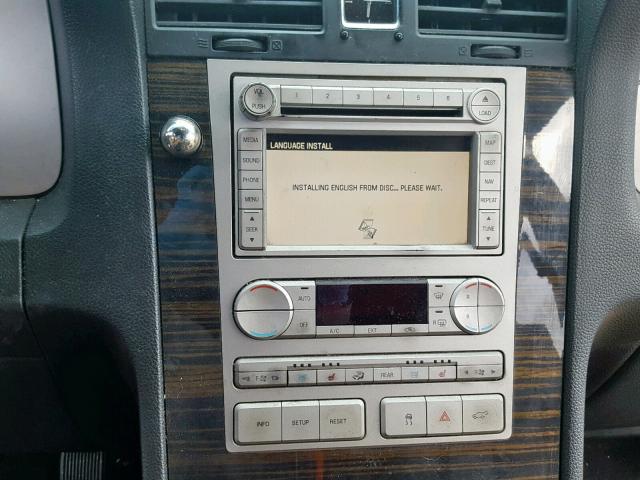 VOL
PUSH
1 2 3 4 5 6
LOAD
MEDIA
SOUND
PHONE
MENU
SEEK
LANGUAGE INSTALL
INSTALLING ENGLISH FROM DISC... PLEASE WAIT.
MAP
DEST
NAV
REPEAT
TUNE
AUTO
OFF
A/C
EXT
R
F
REAR
INFO
SETUP
RESET